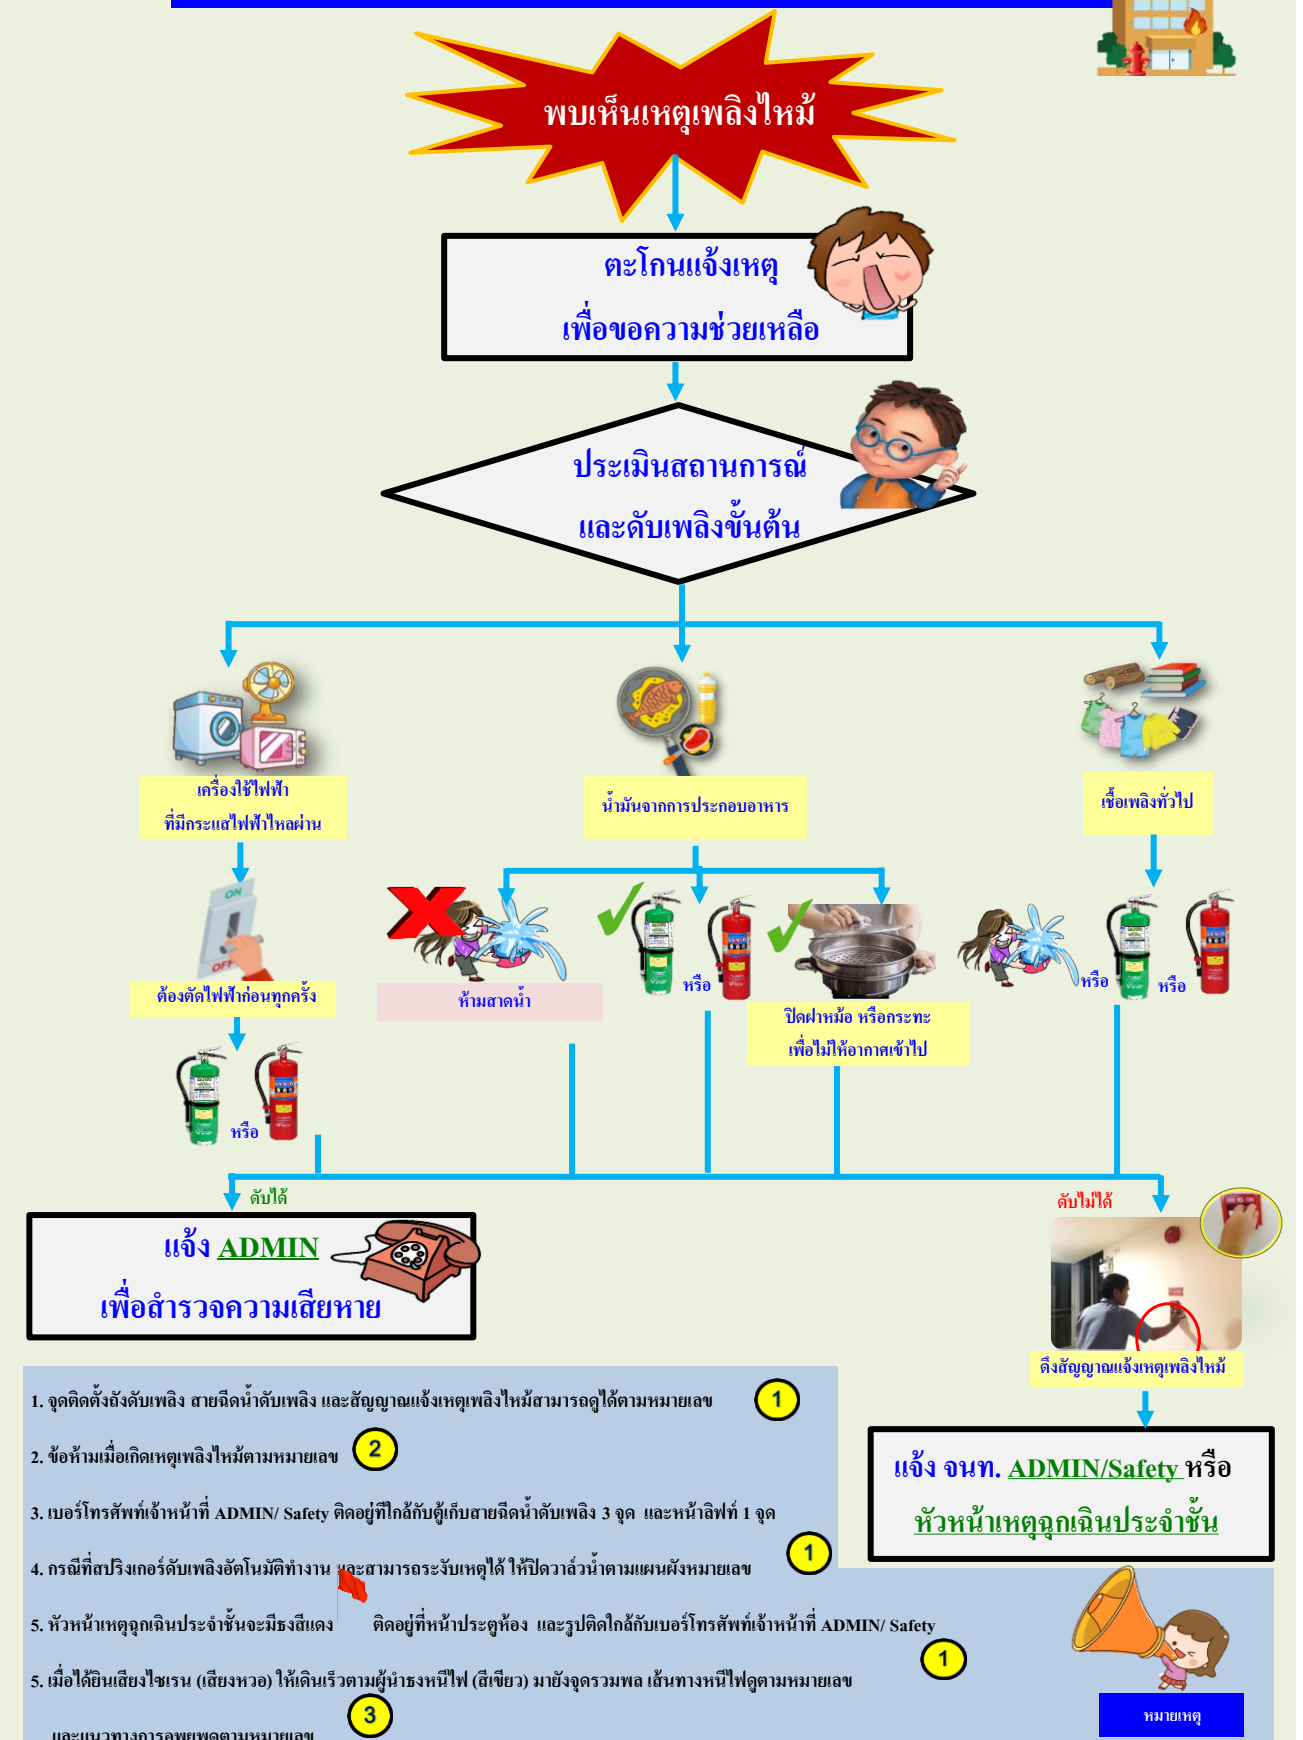 พบเห็นเหตุเพลิงไหม้
ตะโกนแจ้งเหตุ
เพื่อขอความช่วยเหลือ
ประเมินสถานการณ์
และดับเพลิงขั้นต้น
เครื่องใช้ไฟฟ้า
ที่มีกระแสไฟฟ้าไหลผ่าน
น้ำมันจากการประกอบอาหาร
เชื้อเพลิงทั่วไป
ON
OFF
ต้องตัดไฟฟ้าก่อนทุกครั้ง
ห้ามสาดน้ำ
หรือ
ปิดฝาหม้อ หรือกระทะ
เพื่อไม่ให้อากาศเข้าไป
หรือ
หรือ
หรือ
ดับได้
ดับไม่ได้
แจ้ง ADMIN
เพื่อสำรวจความเสียหาย
ดึงสัญญาณแจ้งเหตุเพลิงไหม้
แจ้ง จนท. ADMIN/Safety หรือ
หัวหน้าเหตุฉุกเฉินประจำชั้น
1. จุดติดตั้งถังดับเพลิง สายฉีดน้ำดับเพลิง และสัญญาณแจ้งเหตุเพลิงไหม้สามารถดูได้ตามหมายเลข 1
2. ข้อห้ามเมื่อเกิดเหตุเพลิงไหม้ตามหมายเลข 2
3. เบอร์โทรศัพท์เจ้าหน้าที่ ADMIN/ Safety ติดอยู่ที่ใกล้กับตู้เก็บสายฉีดน้ำดับเพลิง 3 จุด และหน้าลิฟท์ 1 จุด
4. กรณีที่สปริงเกอร์ดับเพลิงอัตโนมัติทำงาน และสามารถระงับเหตุได้ ให้ปิดวาล์วน้ำตามแผนผังหมายเลข 1
5. หัวหน้าเหตุฉุกเฉินประจำชั้นจะมีธงสีแดง ติดอยู่ที่หน้าประตูห้อง และรูปติดใกล้กับเบอร์โทรศัพท์เจ้าหน้าที่ ADMIN/ Safety
5. เมื่อได้ยินเสียงไซเรน (เสียงหวอ) ให้เดินเร็วตามผู้นำธงหนีไฟ (สีเขียว) มายังจุดรวมพล เส้นทางหนีไฟดูตามหมายเลข 1
และแนวทางการอพยพดูตามหมายเลข 3
หมายเหตุ